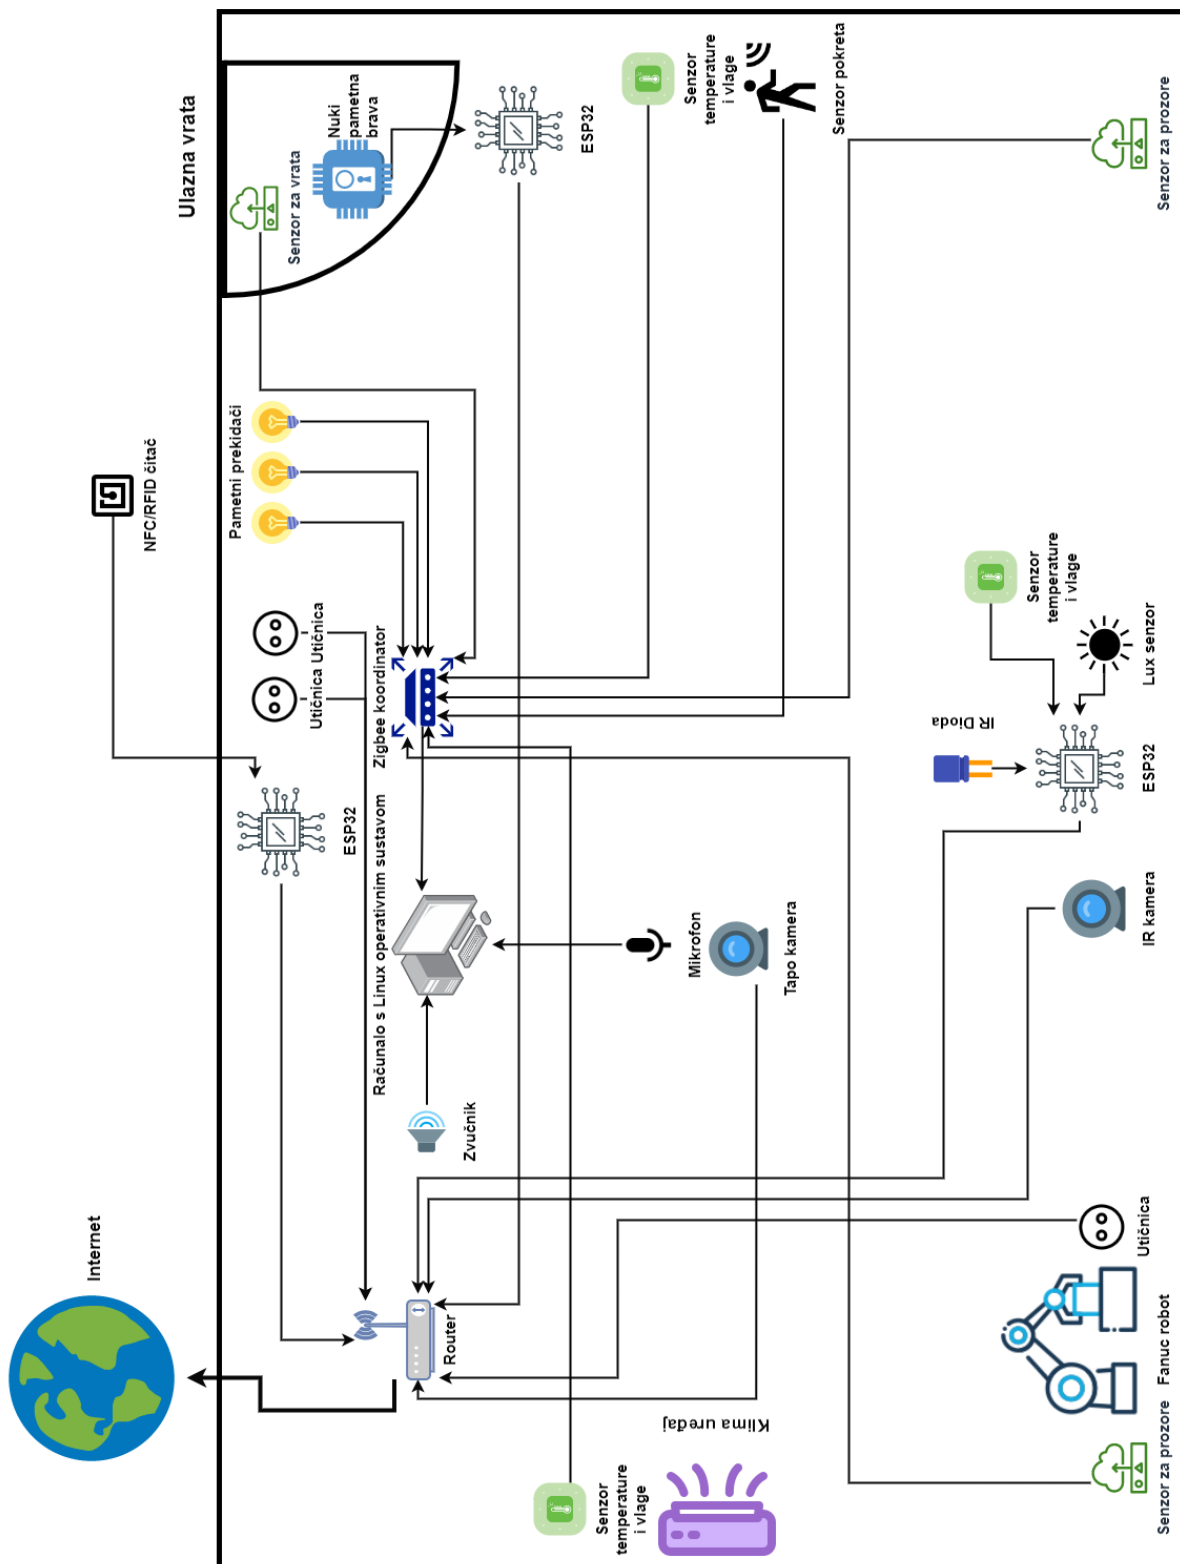 Internet
NFC/RFID čitač
Ulazna vrata
Pametni prekidači
Senzor za vrata
Utičnica
Utičnica
Nuki
pametna
brava
ESP32
Računalo s Linux operativnim sustavom
Zigbee koordinator
Router
Zvučnik
ESP32
Senzor
temperature
i vlage
Mikrofon
Senzor
temperature
i vlage
Klima uređaj
Tapo kamera
Senzor pokreta
IR Dioda
Senzor
temperature
i vlage
Lux senzor
ESP32
IR kamera
Utičnica
Senzor za prozore
Fanuc robot
Senzor za prozore